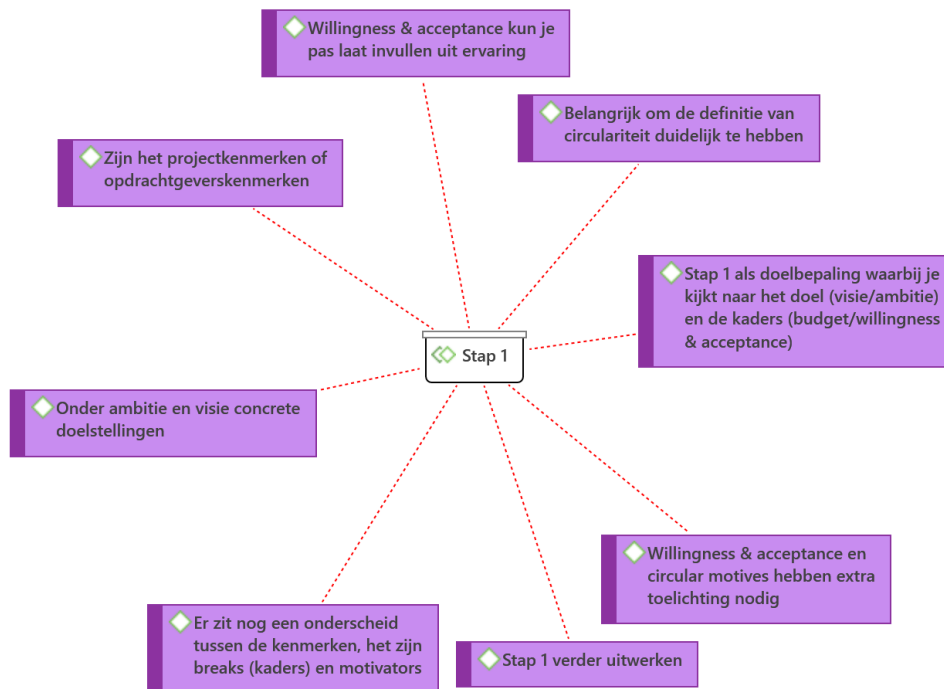 Willingness & acceptance kun je
pas laat invullen uit ervaring
Belangrijk om de definitie van
circulariteit duidelijk te hebben
Zijn het projectkenmerken of
opdrachtgeverskenmerken
Stap 1 als doelbepaling waarbij je
kijkt naar het doel (visie/ambitie)
en de kaders (budget/willingness
& acceptance)
Stap 1
Onder ambitie en visie concrete
doelstellingen
Willingness & acceptance en
circular motives hebben extra
toelichting nodig
Er zit nog een onderscheid
tussen de kenmerken, het zijn
breaks (kaders) en motivators
Stap 1 verder uitwerken